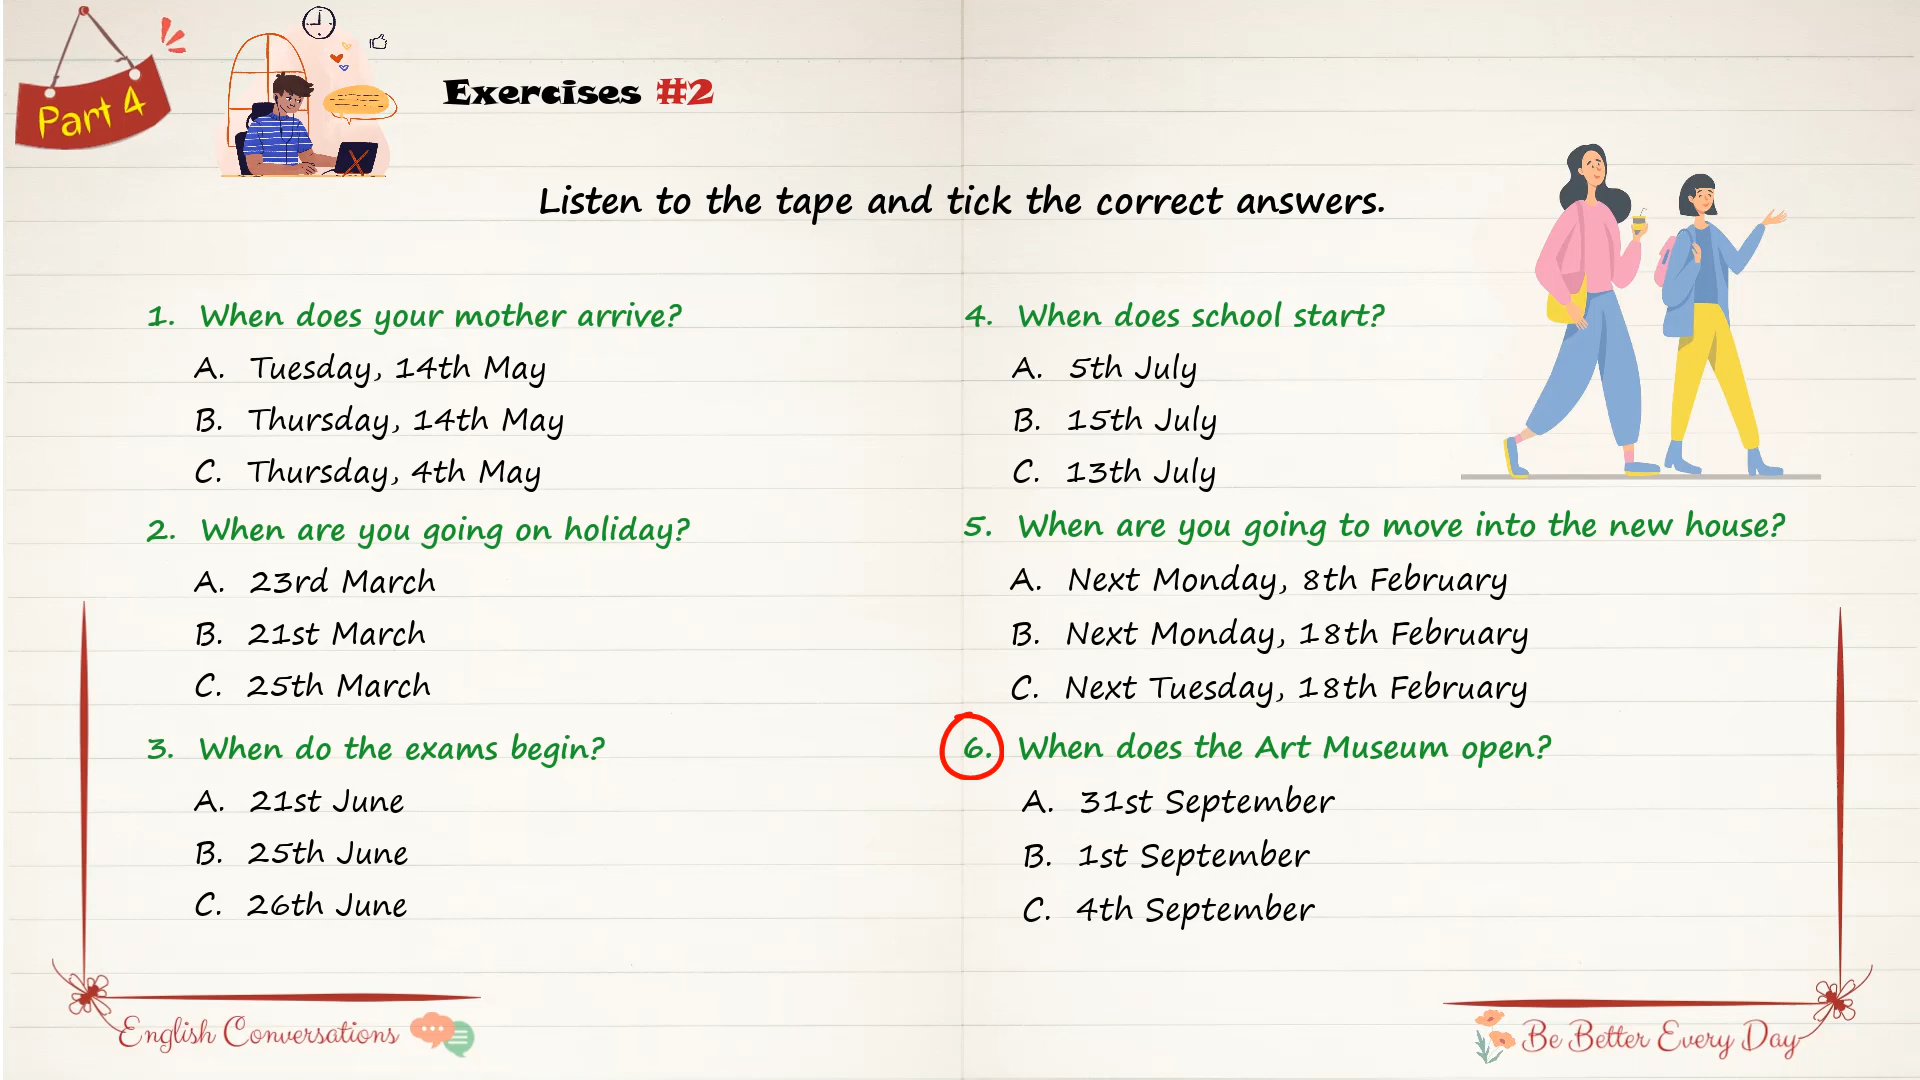 Part 4
Exercises #2
Listen to the tape and tick the correct answers.
1. When does your mother arrive?
A. Tuesday, 14th May
B. Thursday, 14th May
C. Thursday, 4th May
2. When are you going on holiday?
A. 23rd March
B. 21st March
C. 25th March
3. When do the exams begin?
A. 21st June
B. 25th June
C. 26th June
4. When does school start?
A. 5th July
B. 15th July
C. 13th July
5. When are you going to move into the new house?
A. Next Monday, 8th February
B. Next Monday, 18th February
C. Next Tuesday, 18th February
6. When does the Art Museum open?
A. 31st September
B. 1st September
C. 4th September
English Conversations
Be Better Every Day